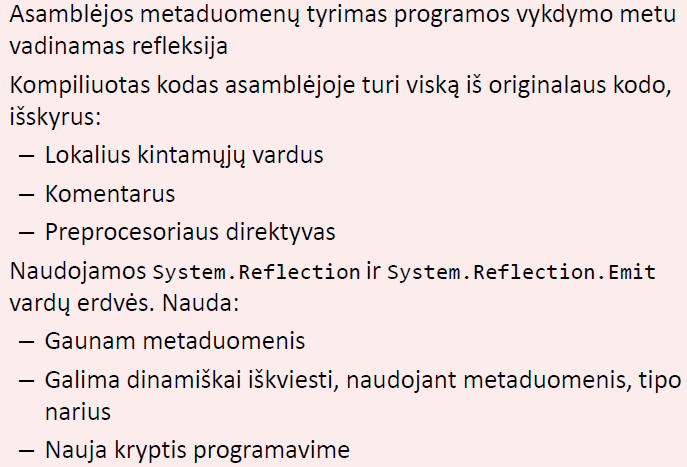 Asamblėjos metaduomenų tyrimas programos vykdymo metu
vadinamas refleksija
Kompiliuotas kodas asamblėjoje turi viską iš originalaus kodo,
išskyrus:
– Lokalius kintamųjų vardus
– Komentarus
– Preprocesoriaus direktyvas
Naudojamos System.Reflection ir System.Reflection.Emit
vardų erdvės. Nauda:
– Gaunam metaduomenis
– Galima dinamiškai iškviesti, naudojant metaduomenis, tipo
narius
– Nauja kryptis programavime